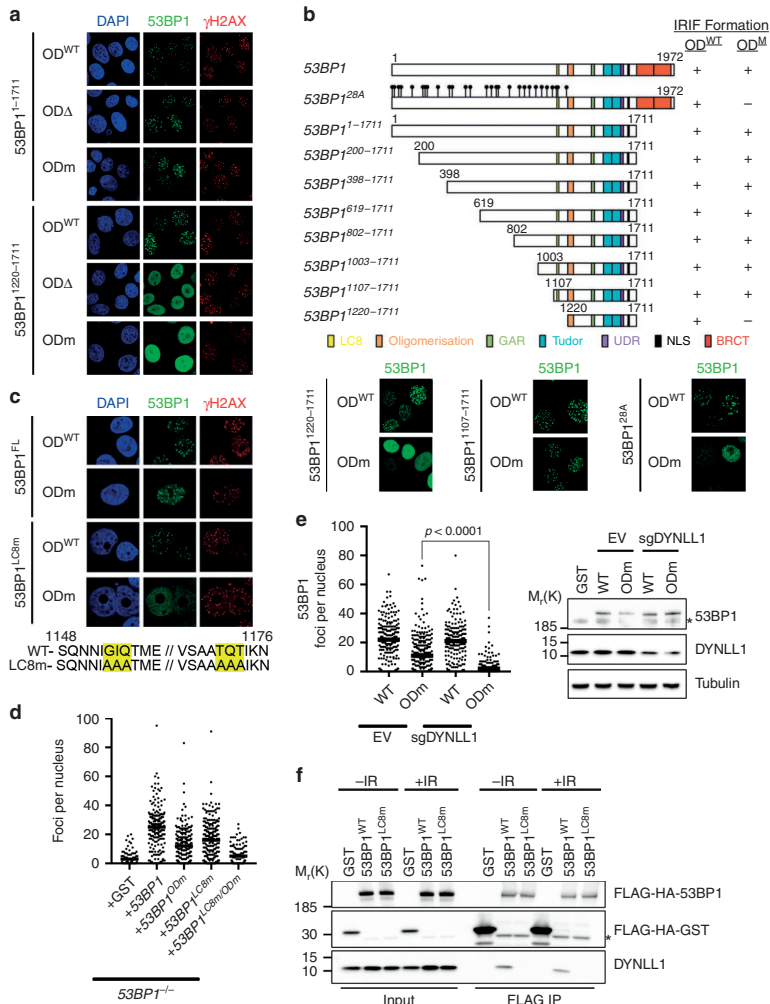 a
DAPI 53BP1 γH2AX
53BP1^1–1711
OD^WT
ODΔ
ODm
53BP1^1220–1711
OD^WT
ODΔ
ODm
b
IRIF Formation
OD^WT OD^M
53BP1 1 1972 + +
53BP1^28A 1972 + –
53BP1^1–1711 1 1711 + +
53BP1^200–1711 200 1711 + +
53BP1^398–1711 398 1711 + +
53BP1^619–1711 619 1711 + +
53BP1^802–1711 802 1711 + +
53BP1^1003–1711 1003 1711 + +
53BP1^1107–1711 1107 1711 + +
53BP1^1220–1711 1220 1711 + –
LC8 Oligomerisation GAR Tudor UDR NLS BRCT
53BP1 53BP1 53BP1
53BP1^1220–1711
OD^WT
ODm
53BP1^1107–1711
OD^WT
ODm
53BP1^28A
OD^WT
ODm
c
DAPI 53BP1 γH2AX
53BP1^FL
OD^WT
ODm
53BP1^LC8m
OD^WT
ODm
1148 1176
WT- SQNNIGIQTME // VSAATQTIKN
LC8m- SQNNIAAATME // VSAAAAAIKN
d
Foci per nucleus
100
80
60
40
20
0
+GST
+53BP1
+53BP1^ODm
+53BP1^LC8m
+53BP1^LC8m/ODm
53BP1^–/–
e
53BP1
foci per nucleus
100
80
60
40
20
0
p < 0.0001
WT ODm WT ODm
EV sgDYNLL1
EV sgDYNLL1
GST WT ODm WT ODm
Mr(K)
185
53BP1
*
15
10
DYNLL1
Tubulin
f
–IR +IR –IR +IR
GST 53BP1^WT 53BP1^LC8m GST 53BP1^WT 53BP1^LC8m GST 53BP1^WT 53BP1^LC8m GST 53BP1^WT 53BP1^LC8m
Mr(K)
FLAG-HA-53BP1
185
30
FLAG-HA-GST
*
15
10
DYNLL1
Input FLAG IP